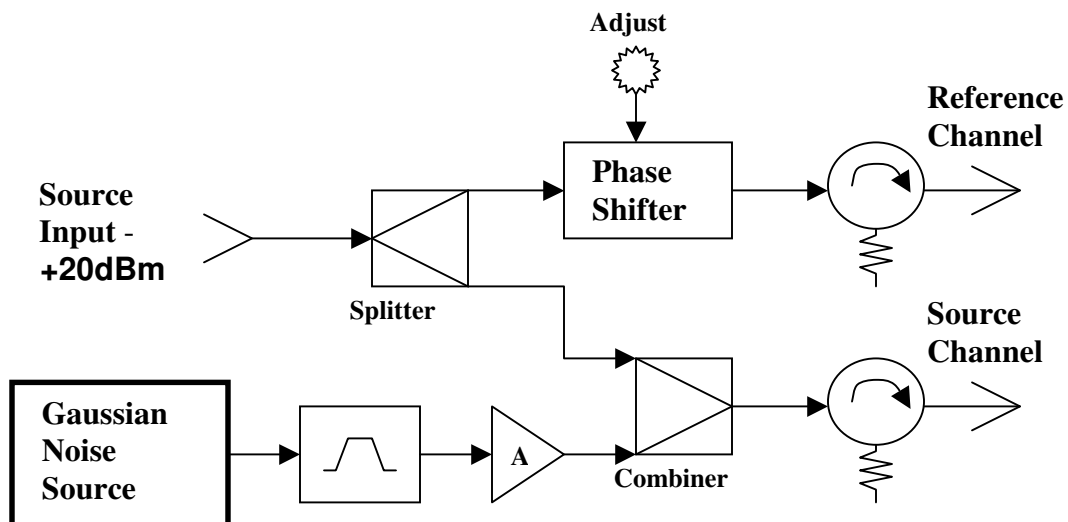 Adjust
Reference
Channel
Phase
Shifter
Source
Input -
+20dBm
Splitter
Source
Channel
Gaussian
Noise
Source
A
Combiner